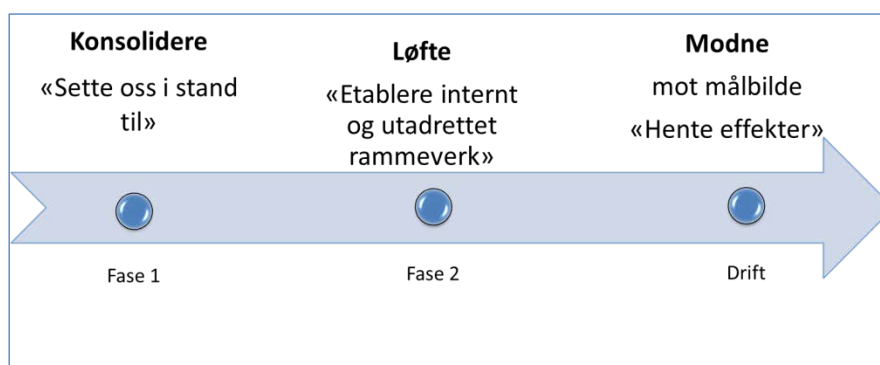 Konsolidere
«Sette oss i stand
til»
Løfte
«Etablere internt
og utadrettet
rammeverk»
Modne
mot målbilde
«Hente effekter»
Fase 1
Fase 2
Drift